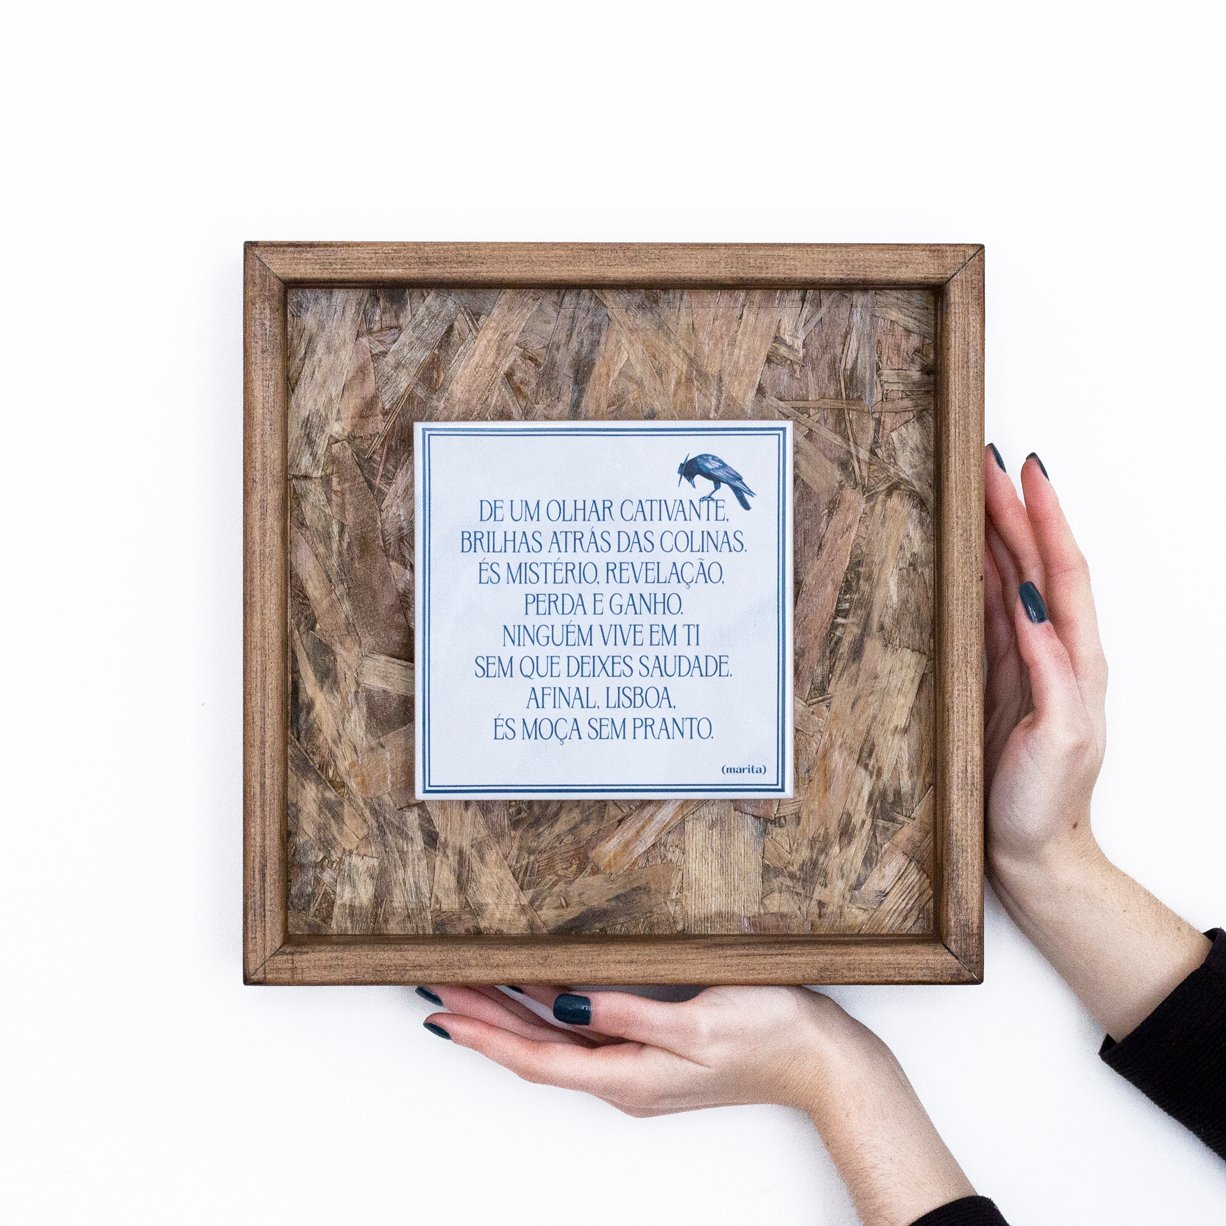 DE UM OLHAR CATIVANTE,
BRILHAS ATRÁS DAS COLINAS.
ÉS MISTÉRIO, REVELAÇÃO,
PERDA E GANHO.
NINGUÉM VIVE EM TI
SEM QUE DEIXES SAUDADE.
AFINAL, LISBOA,
ÉS MOÇA SEM PRANTO.
(marita)